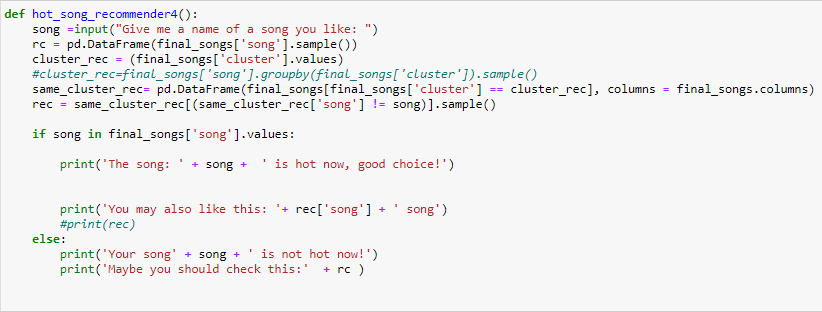 def hot_song_recommender4():
    song =input("Give me a name of a song you like: ")
    rc = pd.DataFrame(final_songs['song'].sample())
    cluster_rec = (final_songs['cluster'].values)
    #cluster_rec=final_songs['song'].groupby(final_songs['cluster']).sample()
    same_cluster_rec= pd.DataFrame(final_songs[final_songs['cluster'] == cluster_rec], columns = final_songs.columns)
    rec = same_cluster_rec[(same_cluster_rec['song'] != song)].sample()
    if song in final_songs['song'].values:
        print('The song: ' + song +  ' is hot now, good choice!')
        print('You may also like this: '+ rec['song'] + ' song')
        #print(rec)
    else:
        print('Your song' + song + ' is not hot now!')
        print('Maybe you should check this:'  + rc )